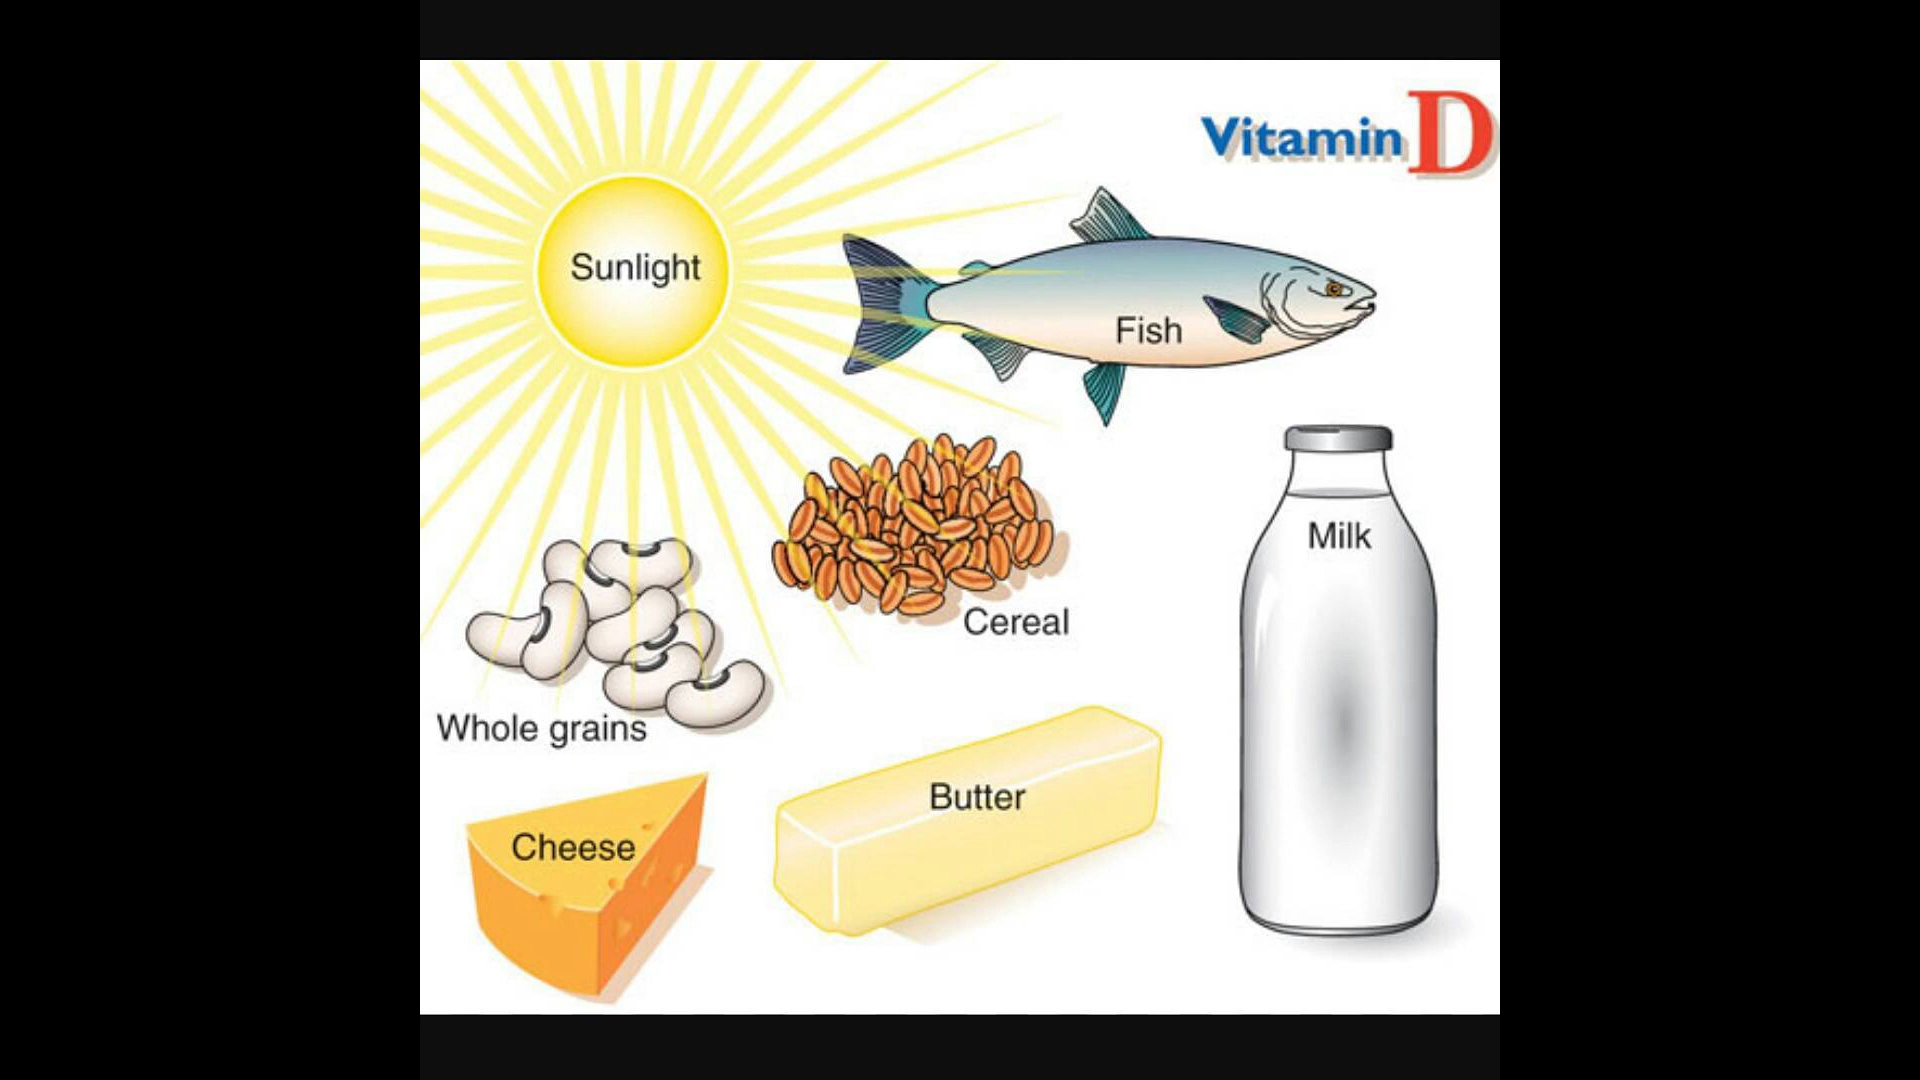 Vitamin D
Sunlight
Fish
Milk
Cereal
Whole grains
Butter
Cheese